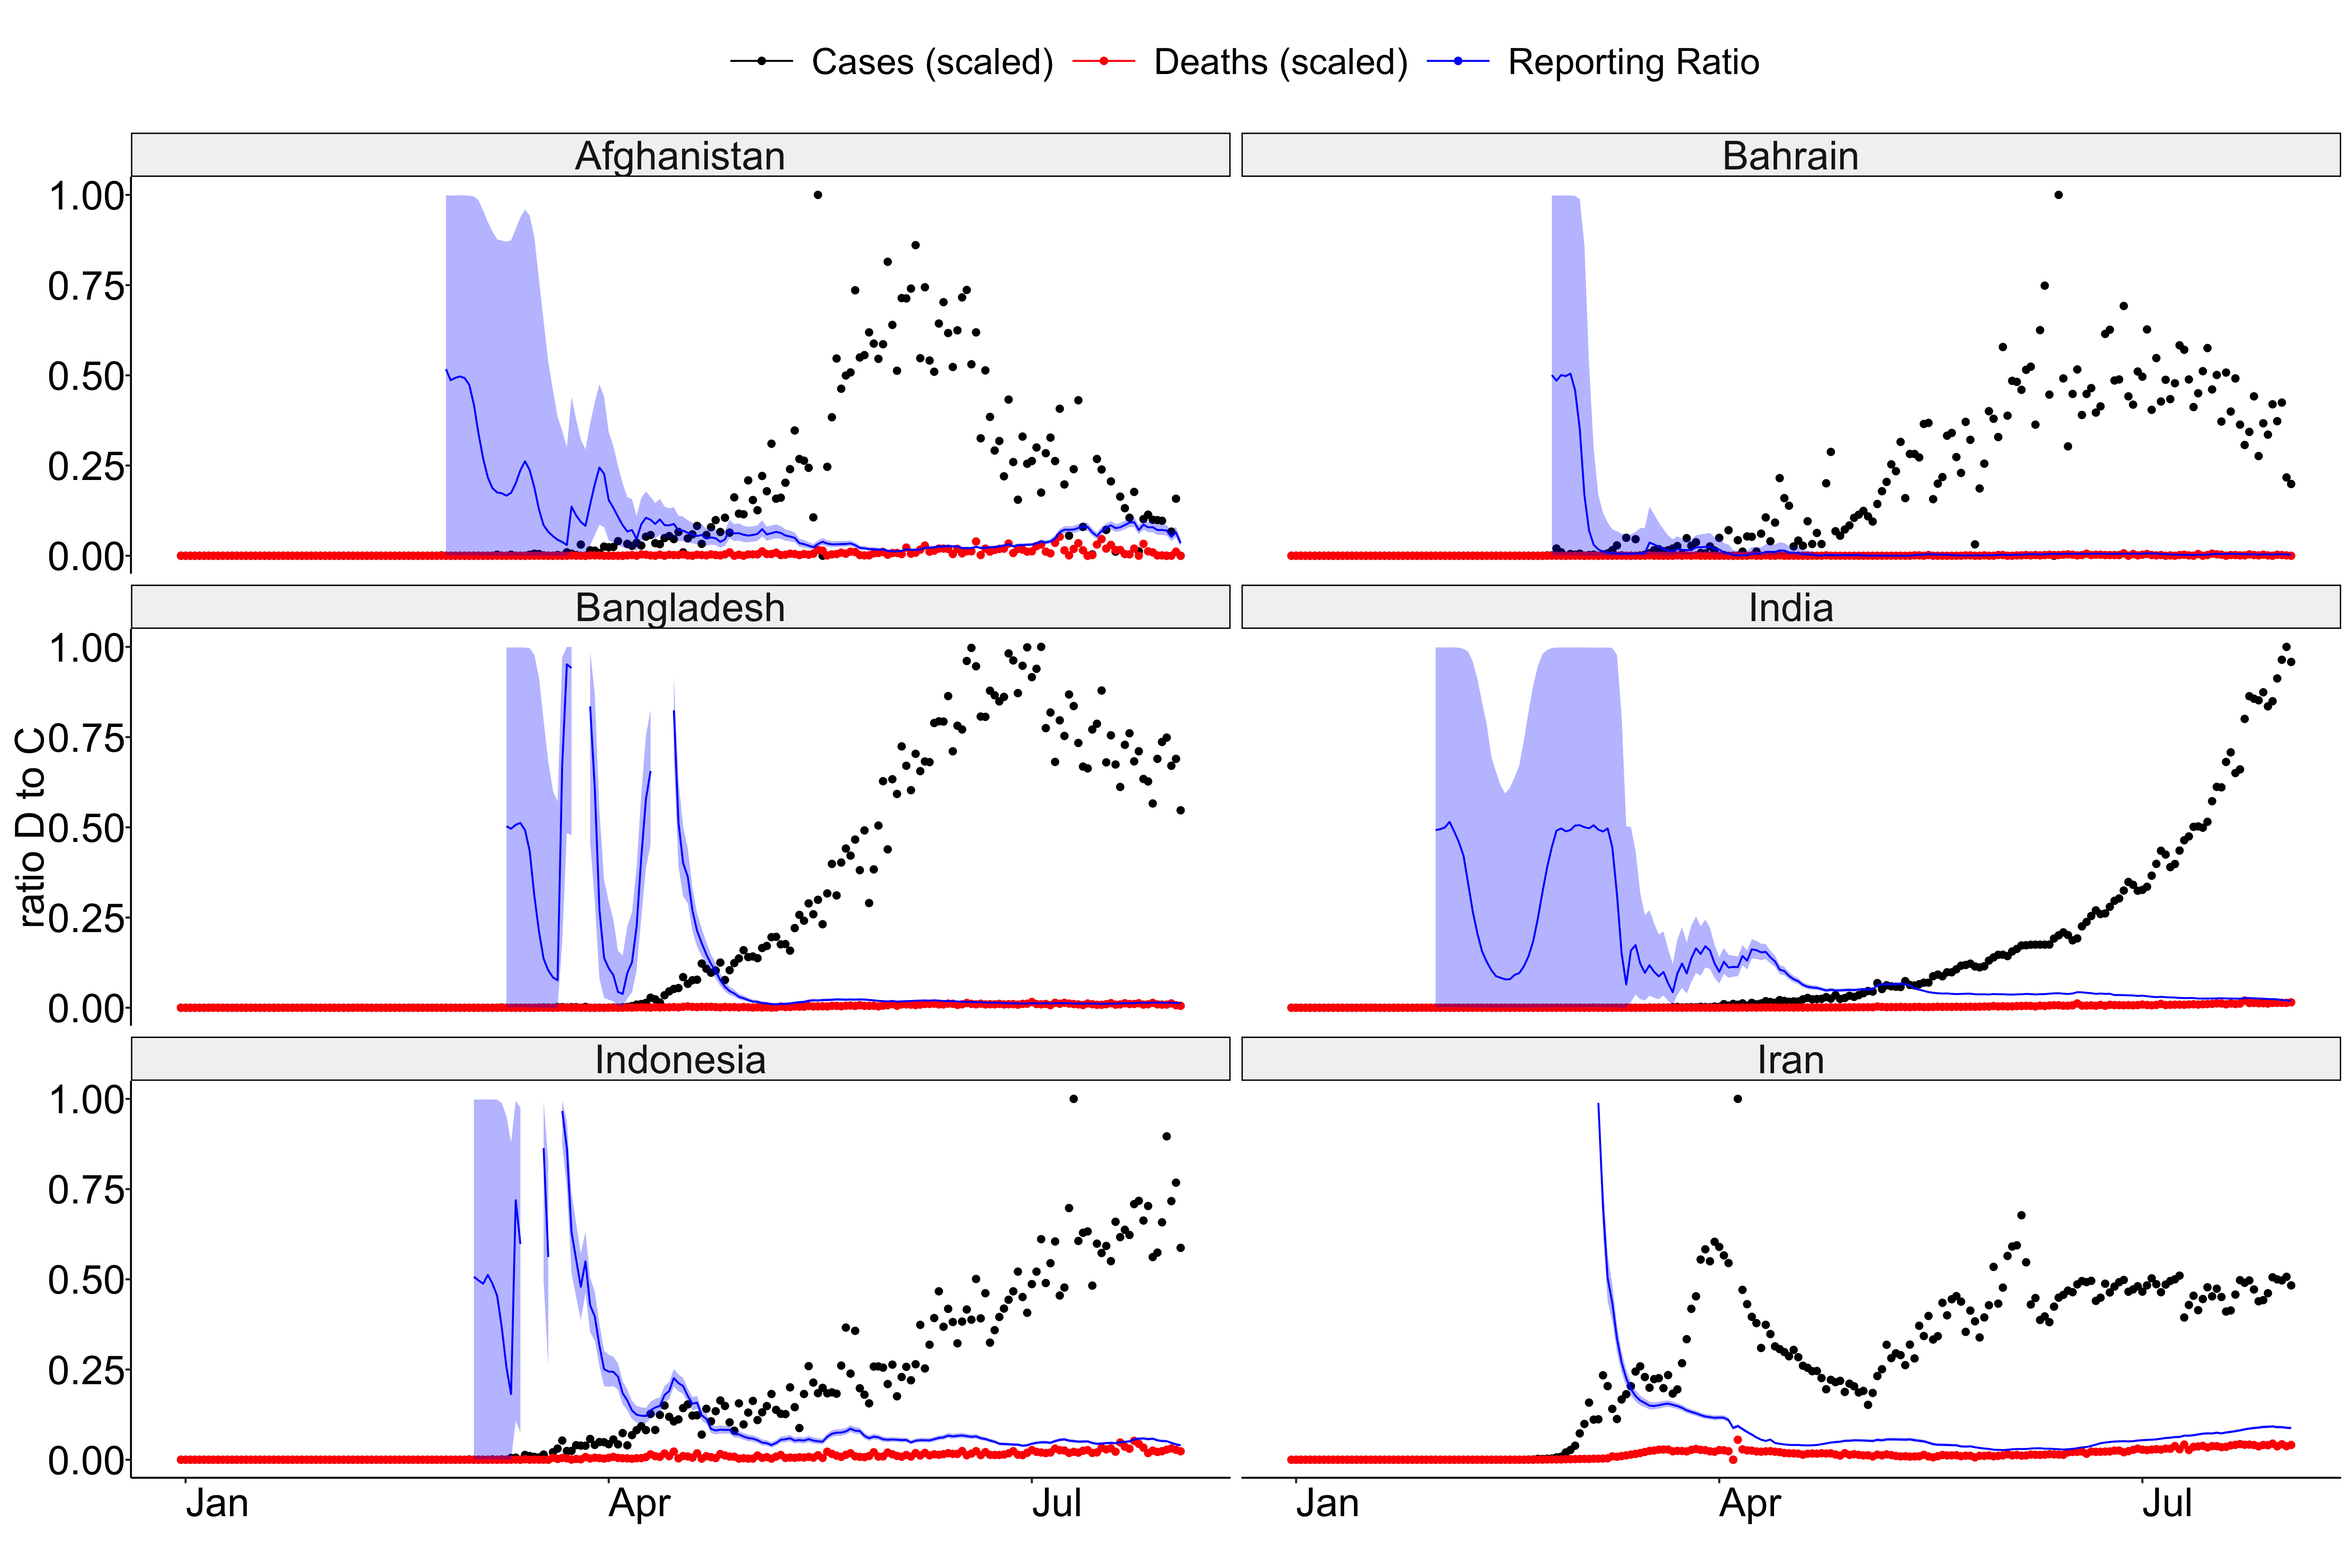 Cases (scaled) Deaths (scaled) Reporting Ratio
Afghanistan Bahrain
1.00
0.75
0.50
0.25
0.00
Bangladesh India
1.00
0.75
0.50
0.25
0.00
ratio D to C
Indonesia Iran
1.00
0.75
0.50
0.25
0.00
Jan Apr Jul Jan Apr Jul